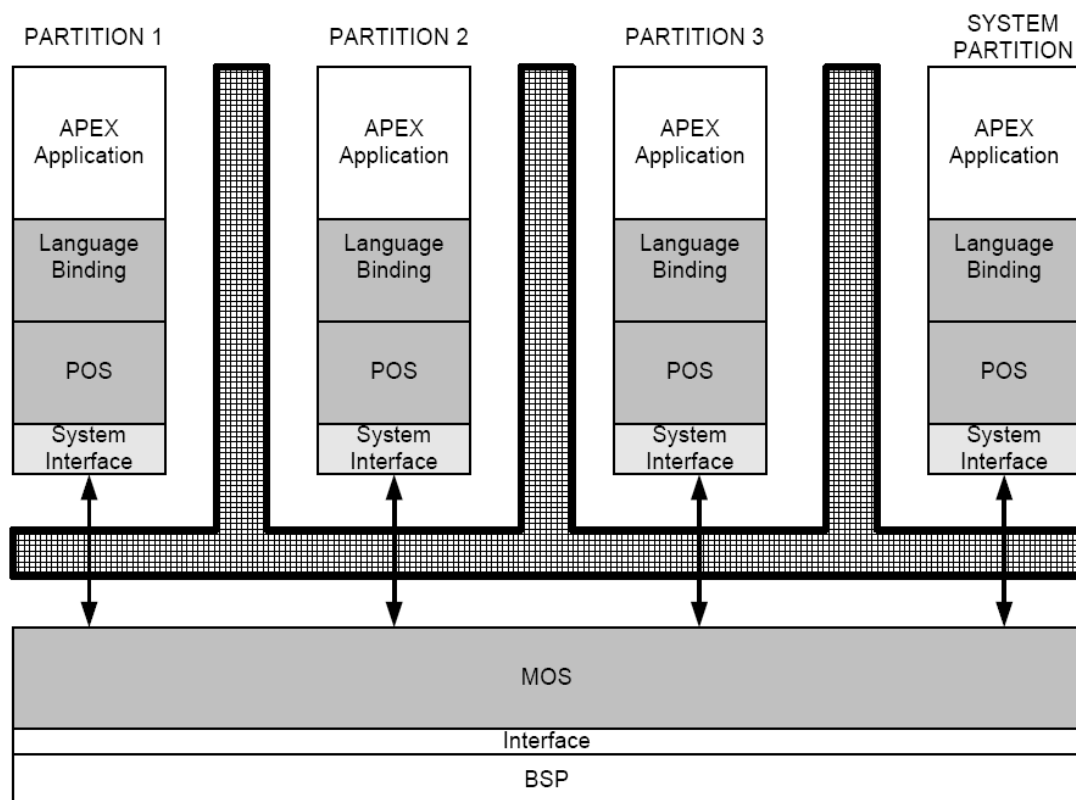 PARTITION 1
PARTITION 2
PARTITION 3
SYSTEM
PARTITION
APEX
Application
APEX
Application
APEX
Application
APEX
Application
Language
Binding
Language
Binding
Language
Binding
Language
Binding
POS
POS
POS
POS
System
Interface
System
Interface
System
Interface
System
Interface
MOS
Interface
BSP